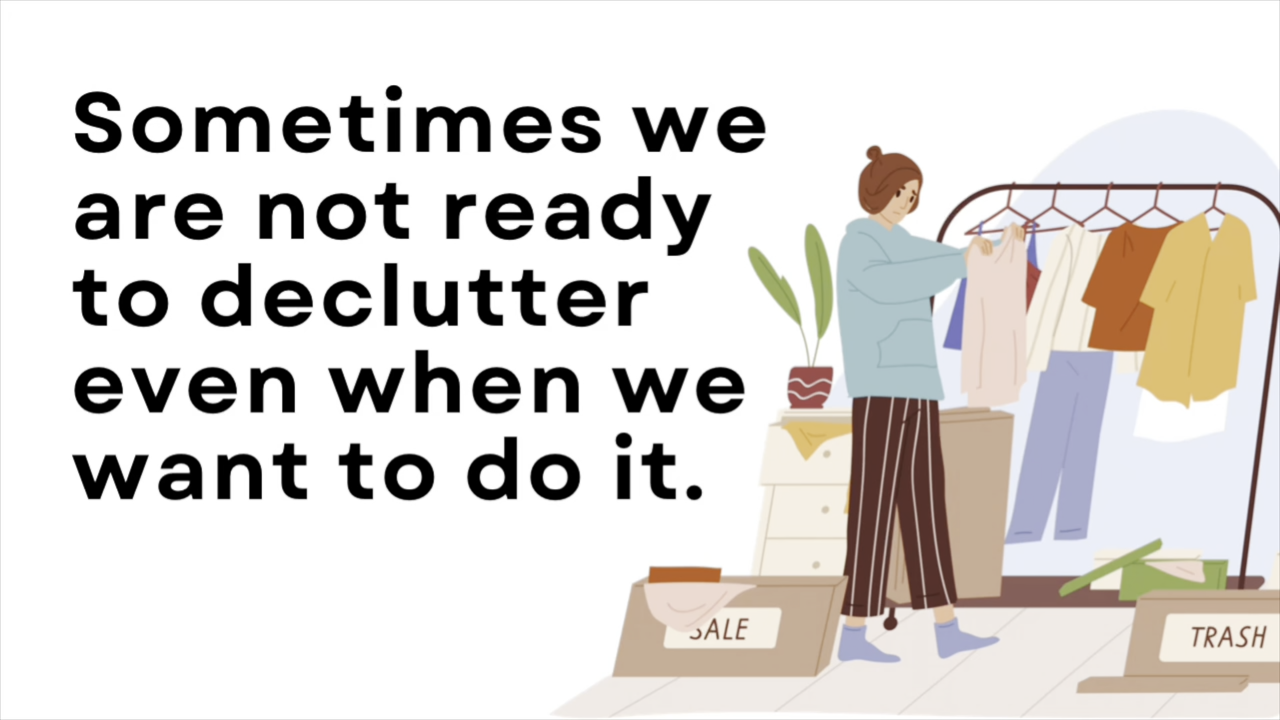 Sometimes we
are not ready
to declutter
even when we
want to do it.
SALE
TRASH